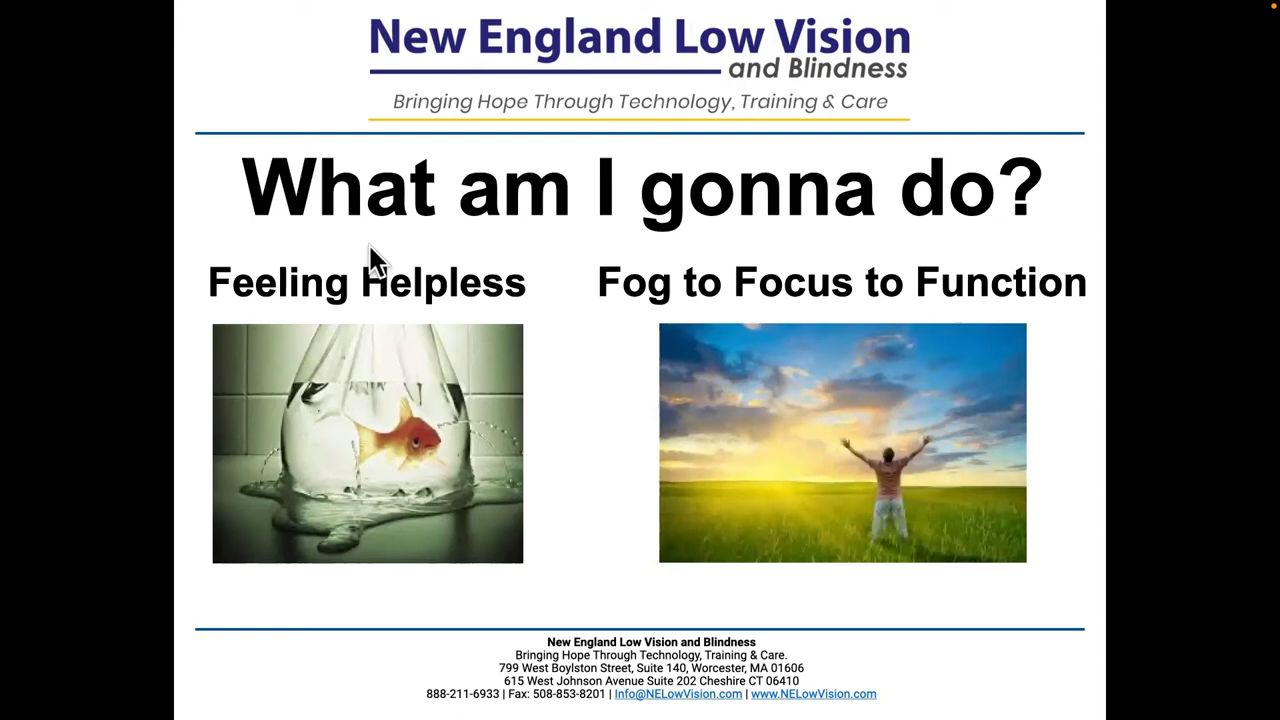 New England Low Vision
and Blindness
Bringing Hope Through Technology, Training & Care
What am I gonna do?
Feeling Helpless
Fog to Focus to Function
New England Low Vision and Blindness
Bringing Hope Through Technology, Training & Care.
799 West Boylston Street, Suite 140, Worcester, MA 01606
615 West Johnson Avenue Suite 202 Cheshire CT 06410
888-211-6933 | Fax: 508-853-8201 | Info@NELowVision.com | www.NELowVision.com